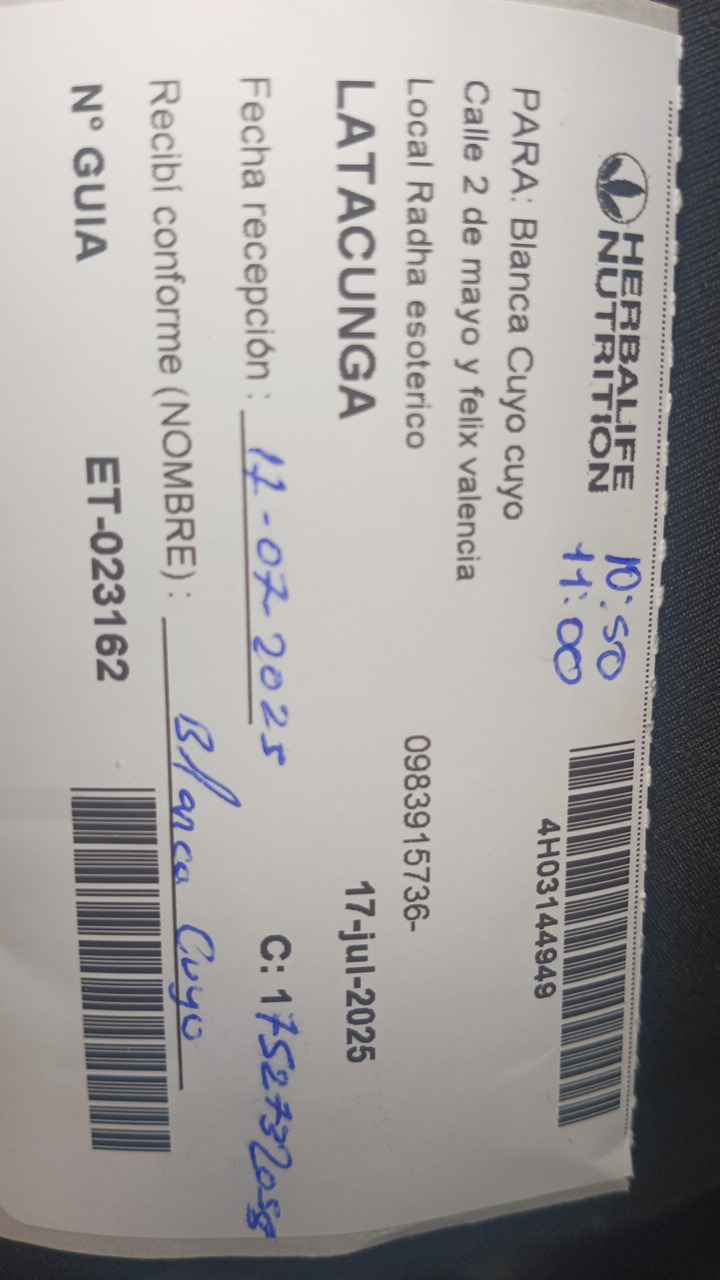 HERBALIFE
NUTRITION
10:50
11:00
4H03144949
PARA: Blanca Cuyo cuyo
Calle 2 de mayo y felix valencia
Local Radha esoterico 0983915736-
LATACUNGA 17-jul-2025
Fecha recepción : 17-07-2025 C:
Recibí conforme (NOMBRE) : Blanca Cuyo
N° GUIA ET-023162